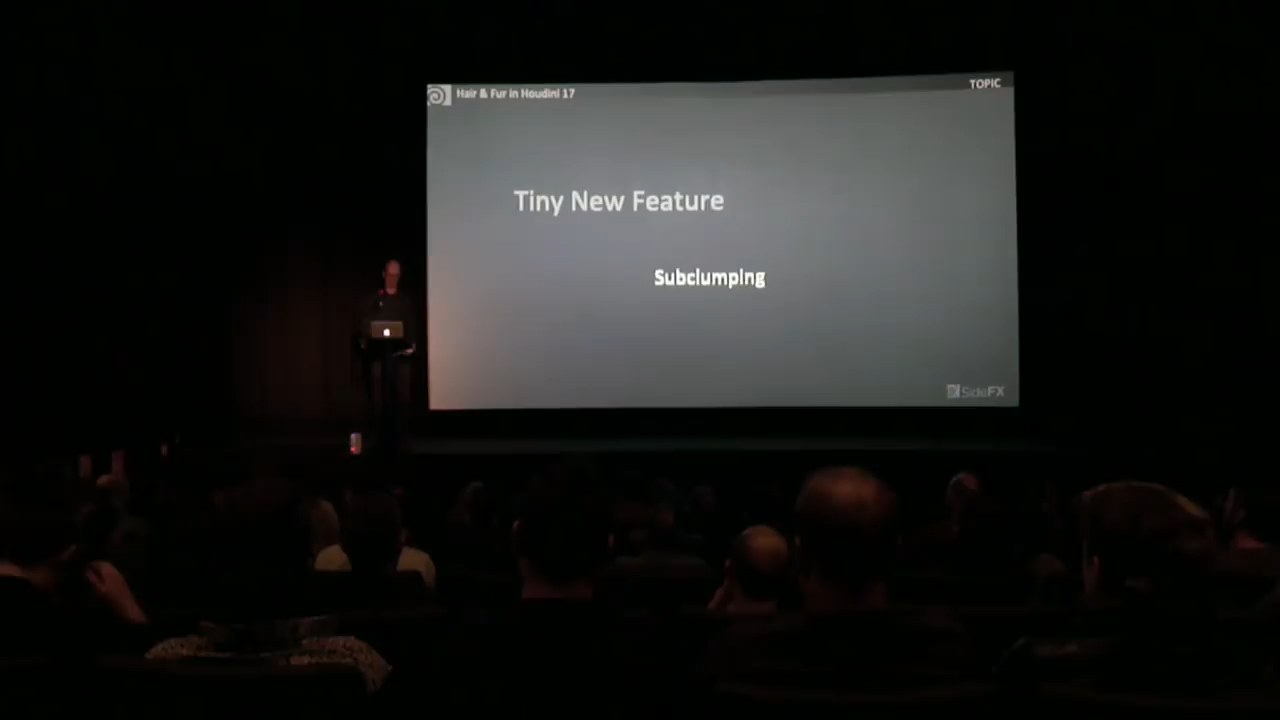 Hair & Fur in Houdini 17
TOPIC
Tiny New Feature
Subclumping
SideFX